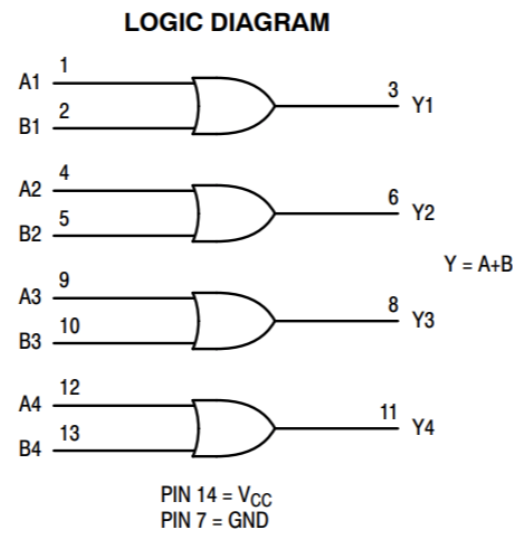 LOGIC DIAGRAM
A1 1
B1 2
3 Y1
A2 4
B2 5
6 Y2
Y = A+B
A3 9
B3 10
8 Y3
A4 12
B4 13
11 Y4
PIN 14 = VCC
PIN 7 = GND